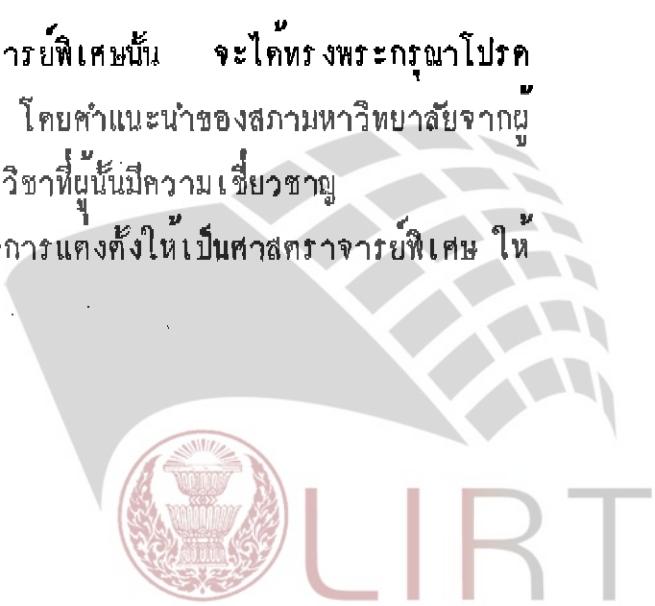 ารย์พิเศษนั้น จะได้ทรงพระกรุณาโปรด
โดยคำแนะนำของสภามหาวิทยาลัยจากผู้
วิชาที่ผู้นั้นมีความเชี่ยวชาญ
การแต่งตั้งให้เป็นศาสตราจารย์พิเศษ ให้
LIRT